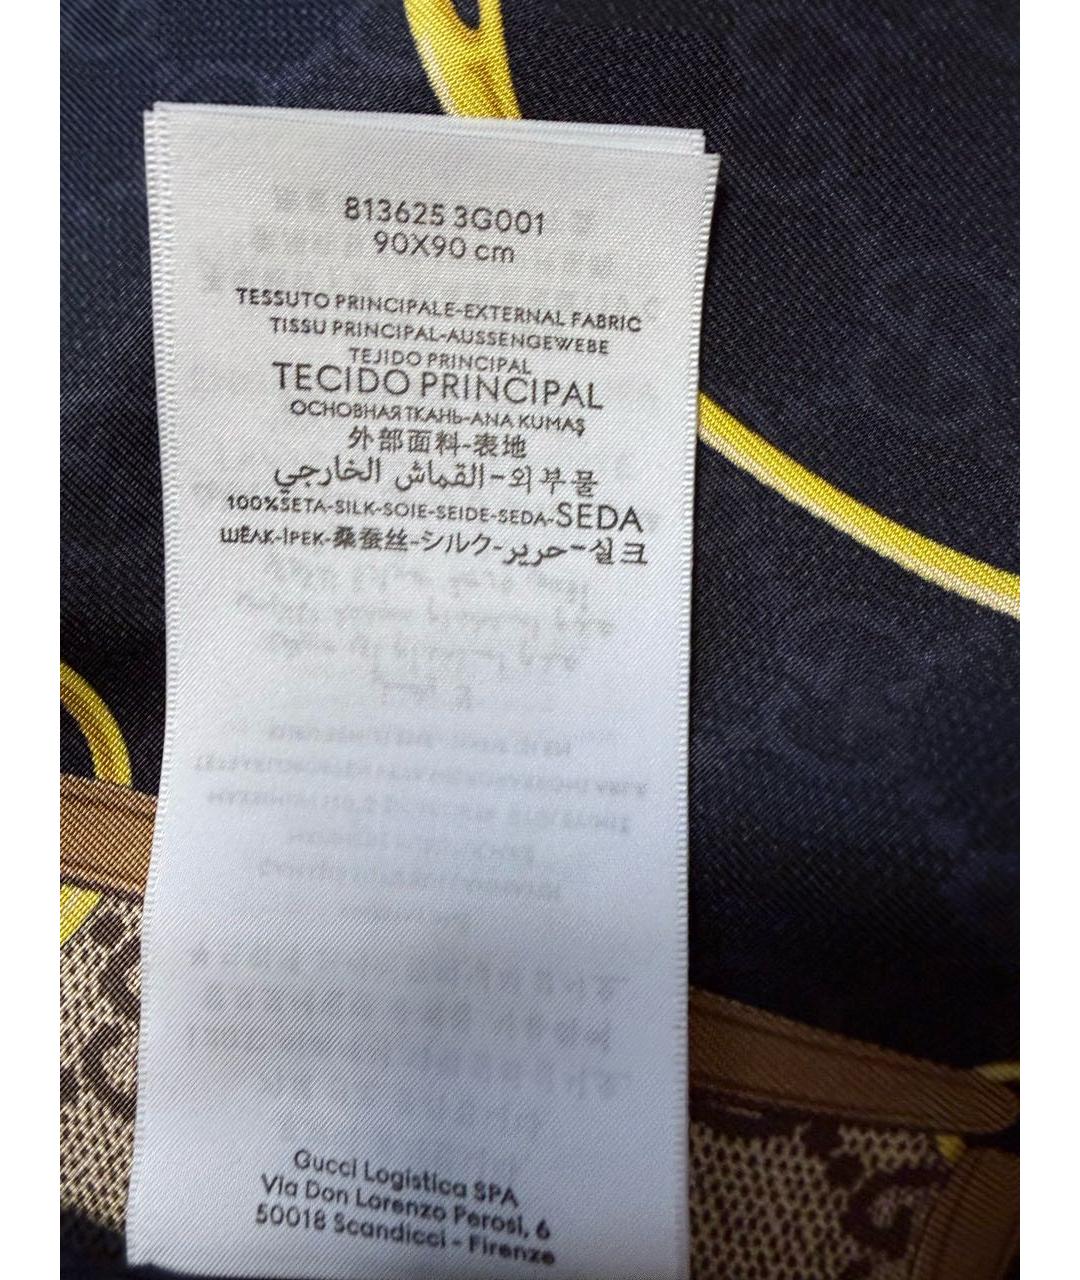 813625 3G001
90X90 cm
TESSUTO PRINCIPALE-EXTERNAL FABRIC
TISSU PRINCIPAL-AUSSENGEWEBE
TEJIDO PRINCIPAL
TECIDO PRINCIPAL
ОСНОВНАЯ ТКАНЬ-ANA KUMAŞ
外部面料-表地
القماش الخارجي-외부물
100%SETA-SILK-SOIE-SEIDE-SEDA-SEDA
ШЁЛК-İPEK-桑蚕丝-シルク-حرير-실크
Gucci Logistica SPA
Via Don Lorenzo Perosi, 6
50018 Scandicci - Firenze